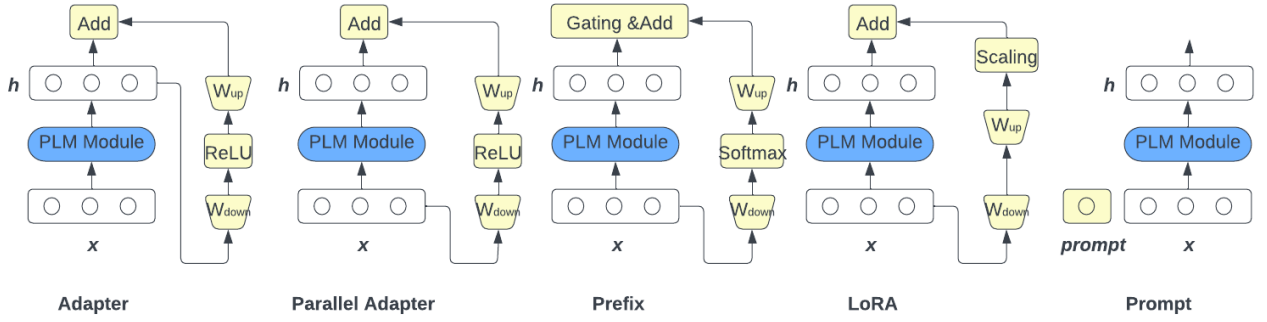 Add
h
PLM Module
x
Wup
ReLU
Wdown
Adapter
Add
h
PLM Module
x
Wup
ReLU
Wdown
Parallel Adapter
Gating &Add
h
PLM Module
x
Wup
Softmax
Wdown
Prefix
Add
h
PLM Module
x
Scaling
Wup
Wdown
LoRA
h
PLM Module
prompt
x
Prompt